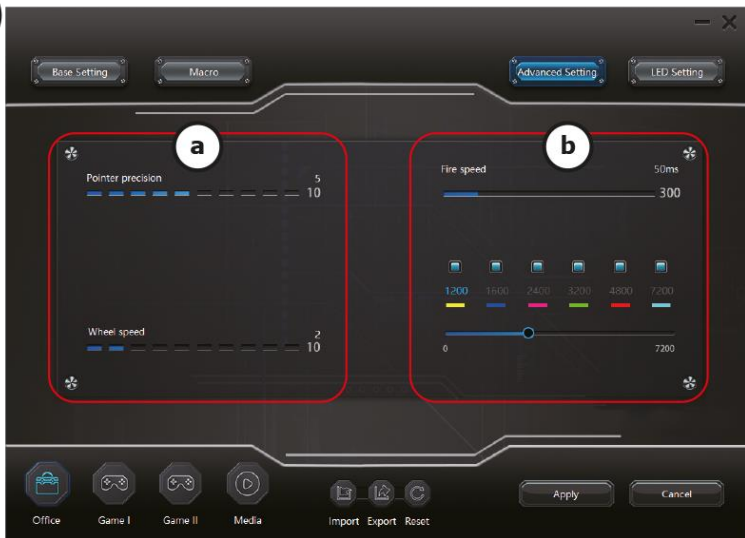 Base Setting
Macro
Advanced Setting
LED Setting
a
Pointer precision
5
10
Wheel speed
2
10
b
Fire speed
50ms
300
1200 1600 2400 3200 4800 7200
0
7200
Office
Game I
Game II
Media
Import
Export
Reset
Apply
Cancel